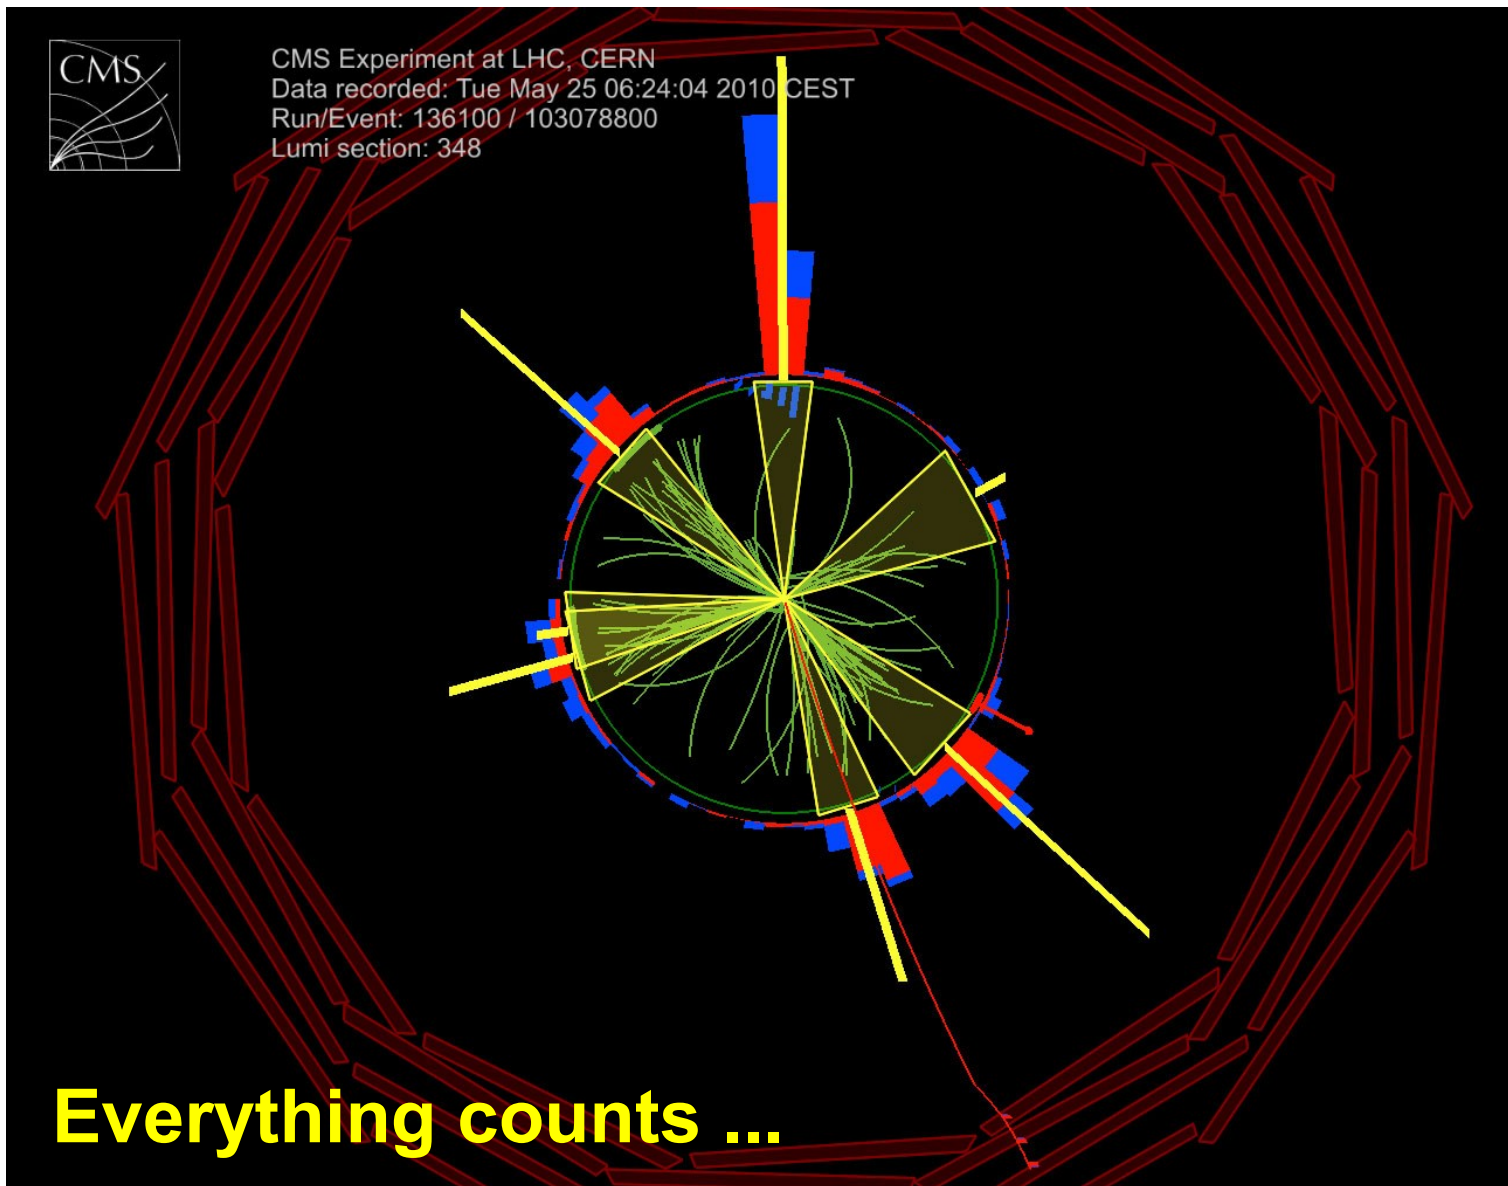 CMS
CMS Experiment at LHC, CERN
Data recorded: Tue May 25 06:24:04 2010 CEST
Run/Event: 136100 / 103078800
Lumi section: 348
Everything counts ...